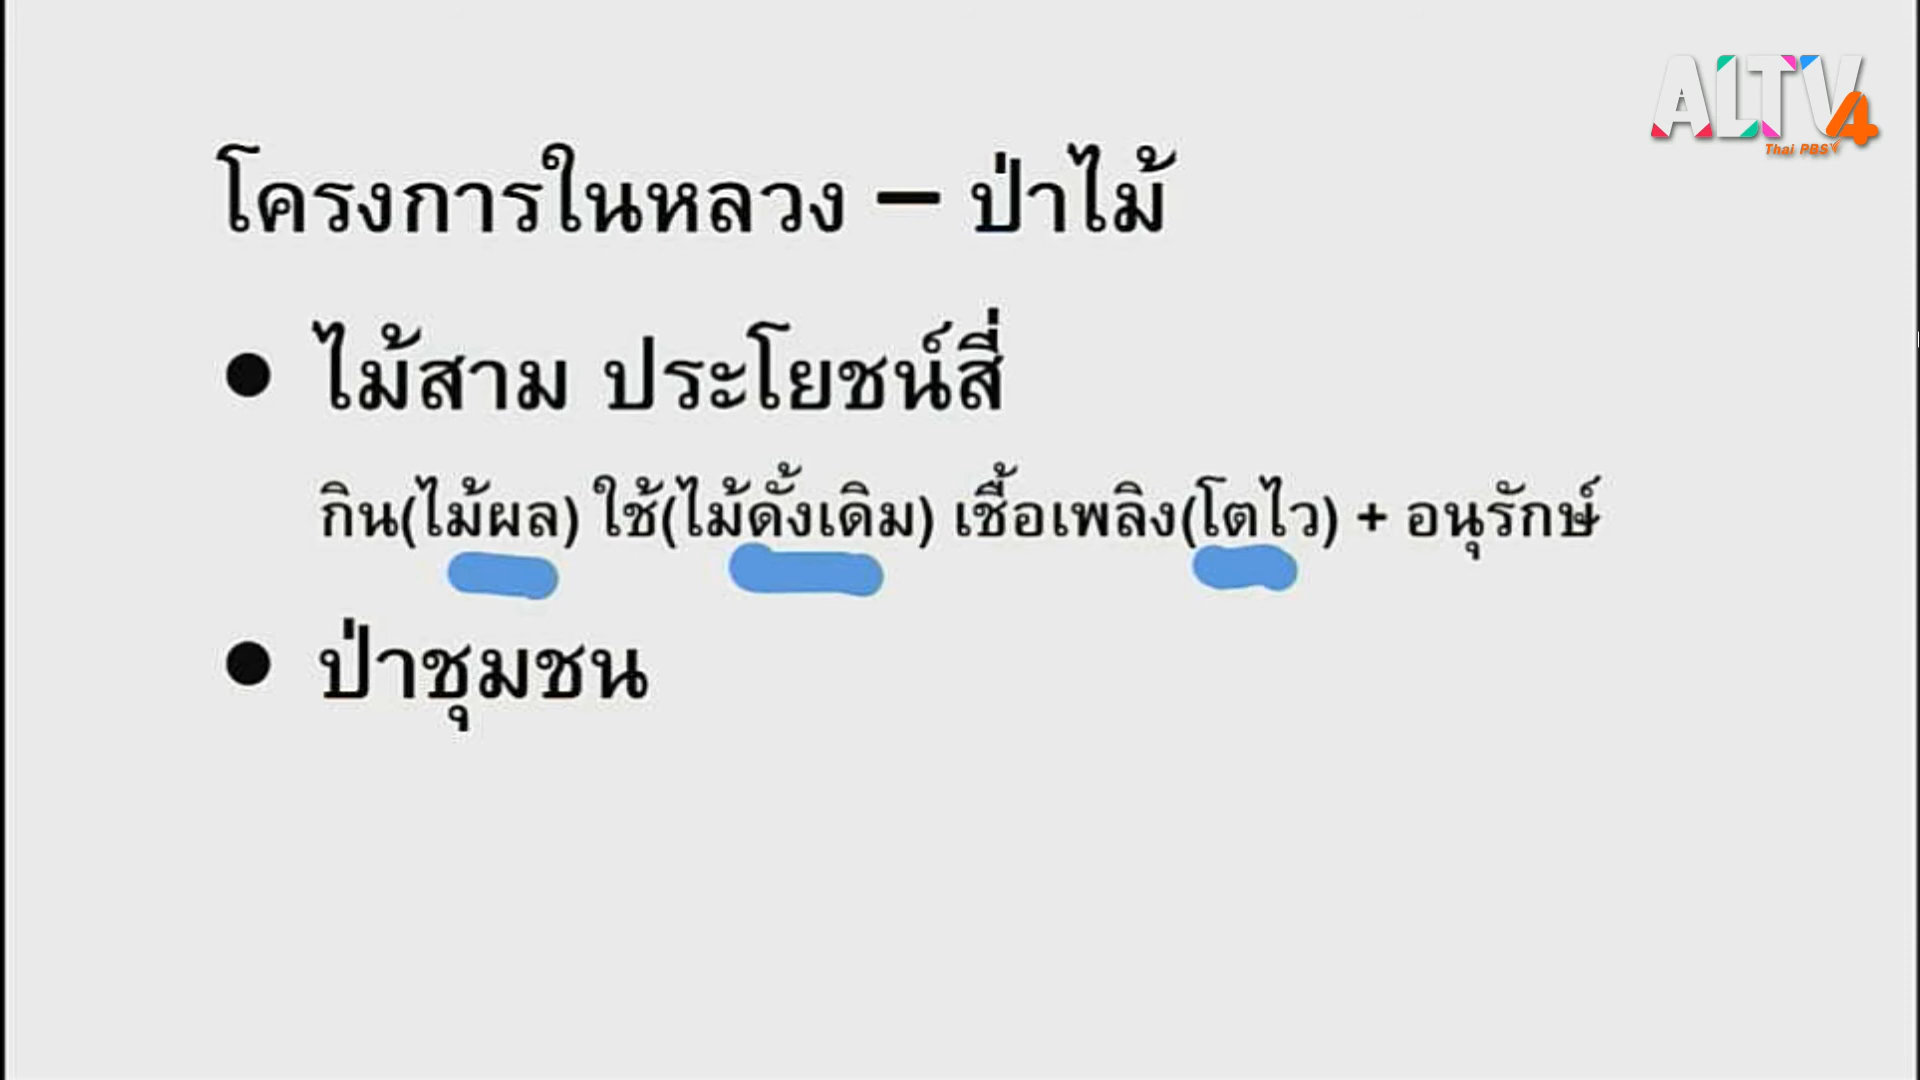 ALTV4
Thai PBS
โครงการในหลวง – ป่าไม้
● ไม้สาม ประโยชน์สี่
กิน(ไม้ผล) ใช้(ไม้ดั้งเดิม) เชื้อเพลิง(โตไว) + อนุรักษ์
● ป่าชุมชน